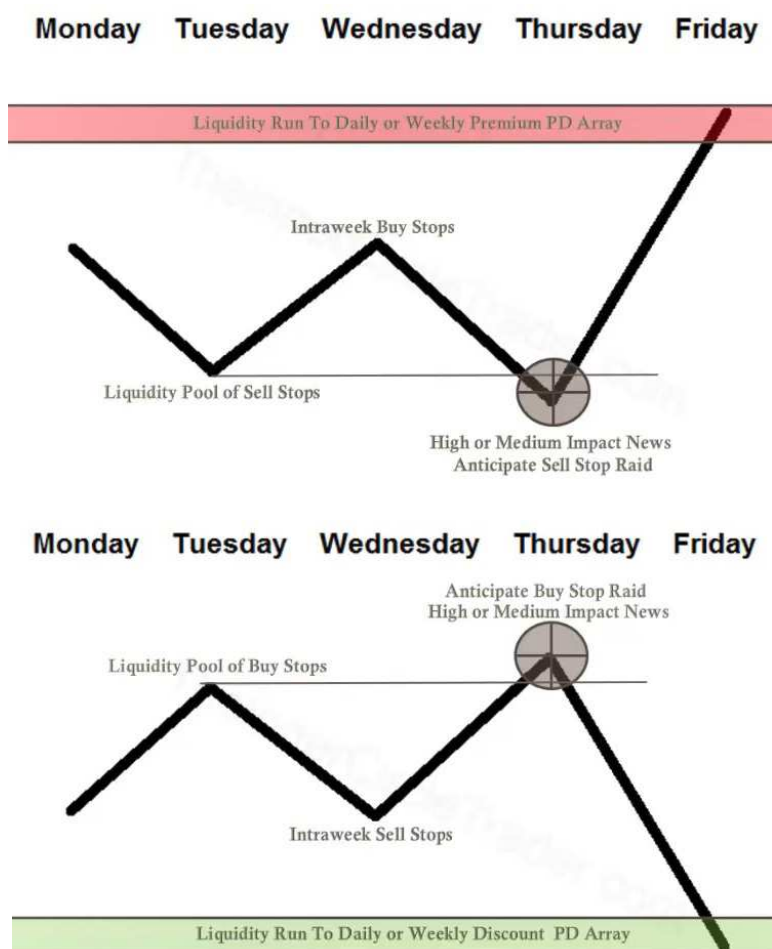 Monday Tuesday Wednesday Thursday Friday
Liquidity Run To Daily or Weekly Premium PD Array
Intraweek Buy Stops
Liquidity Pool of Sell Stops
High or Medium Impact News
Anticipate Sell Stop Raid
Monday Tuesday Wednesday Thursday Friday
Anticipate Buy Stop Raid
High or Medium Impact News
Liquidity Pool of Buy Stops
Intraweek Sell Stops
Liquidity Run To Daily or Weekly Discount PD Array